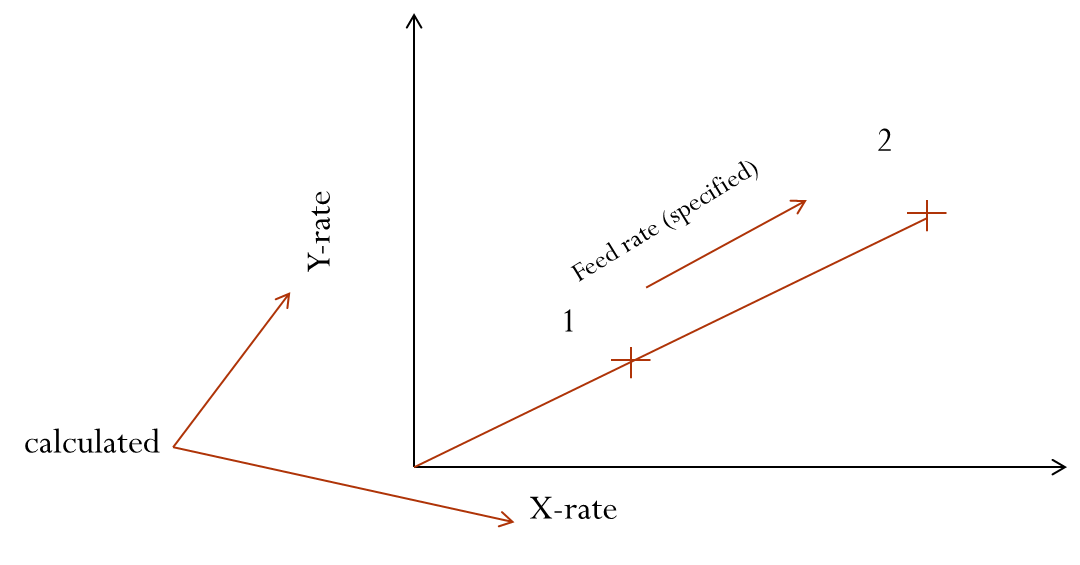 2
Feed rate (specified)
Y-rate
1
calculated
X-rate